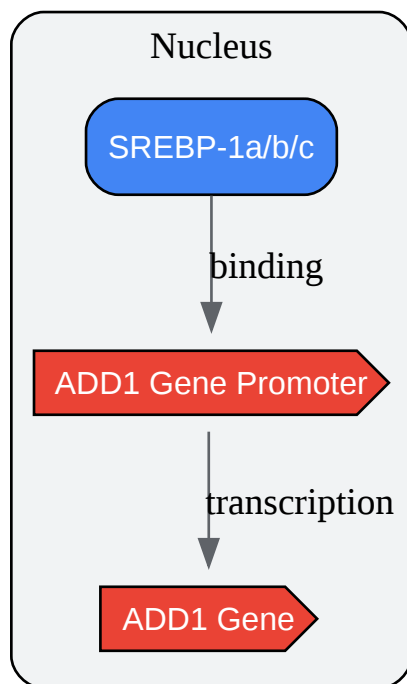 Nucleus
SREBP-1a/b/c
binding
ADD1 Gene Promoter
transcription
ADD1 Gene